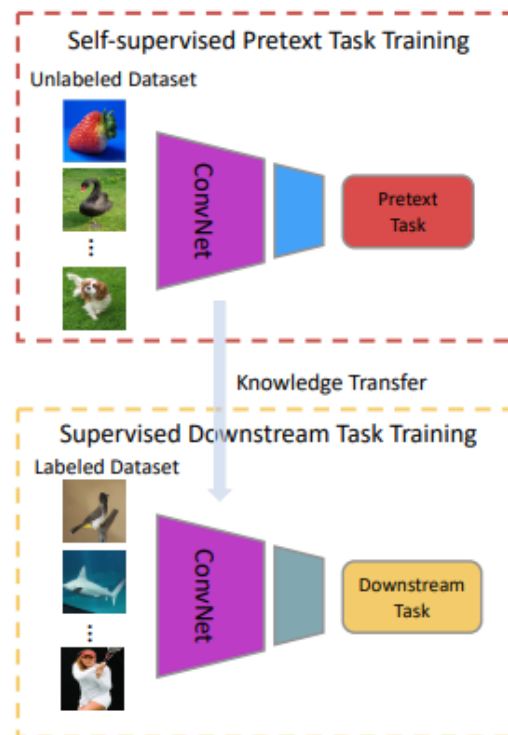 Self-supervised Pretext Task Training
Unlabeled Dataset
...
ConvNet
Pretext
Task
Knowledge Transfer
Supervised Downstream Task Training
Labeled Dataset
...
ConvNet
Downstream
Task